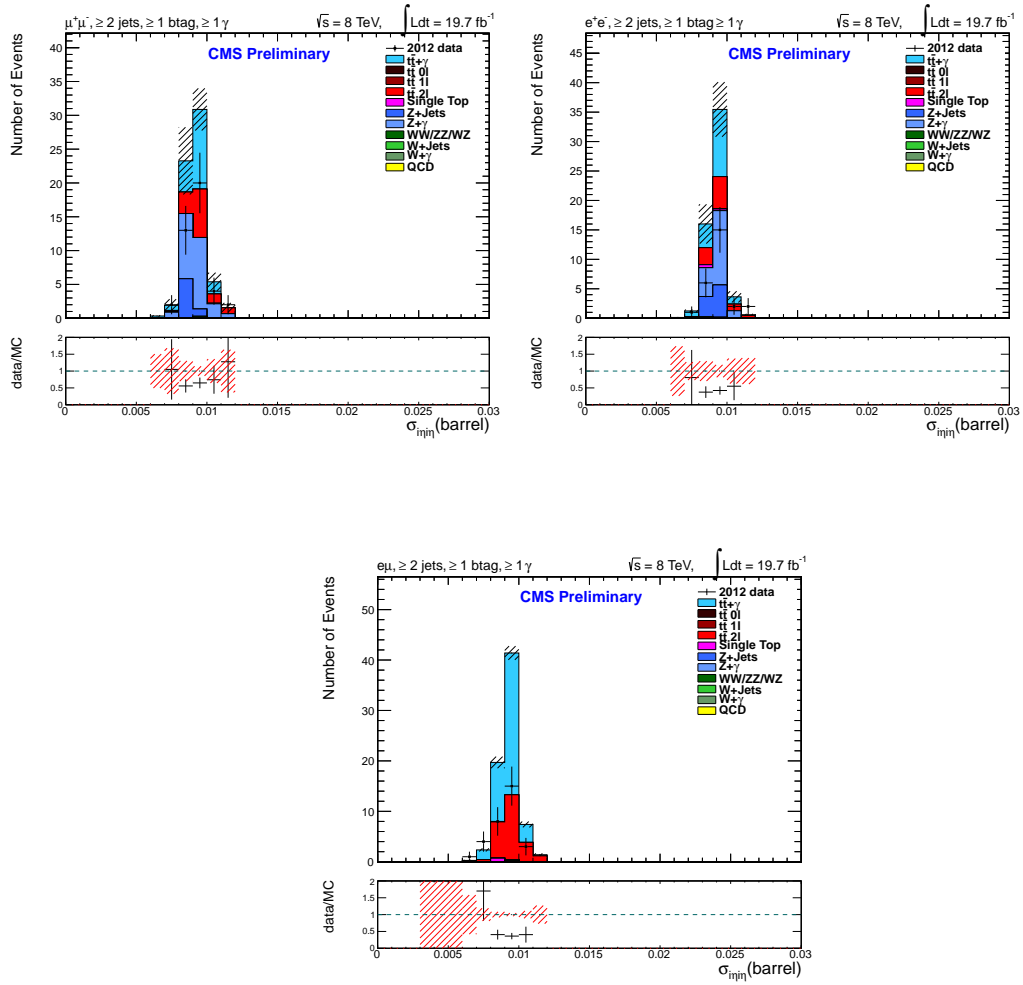 μ⁺μ⁻, ≥ 2 jets, ≥ 1 btag, ≥ 1 γ √s = 8 TeV, ∫ Ldt = 19.7 fb⁻¹
CMS Preliminary
Number of Events
40
35
30
25
20
15
10
5
0
2012 data
tt̄+γ
tt̄ 0l
tt̄ 1l
tt̄ 2l
Single Top
Z+Jets
Z+γ
WW/ZZ/WZ
W+Jets
W+γ
QCD
data/MC
2
1.5
1
0.5
0
0 0.005 0.01 0.015 0.02 0.025 0.03
σ_iηiη(barrel)
e⁺e⁻, ≥ 2 jets, ≥ 1 btag ≥ 1 γ √s = 8 TeV, ∫ Ldt = 19.7 fb⁻¹
CMS Preliminary
Number of Events
45
40
35
30
25
20
15
10
5
0
2012 data
tt̄+γ
tt̄ 0l
tt̄ 1l
tt̄ 2l
Single Top
Z+Jets
Z+γ
WW/ZZ/WZ
W+Jets
W+γ
QCD
data/MC
2
1.5
1
0.5
0
0 0.005 0.01 0.015 0.02 0.025 0.03
σ_iηiη(barrel)
eμ, ≥ 2 jets, ≥ 1 btag, ≥ 1 γ √s = 8 TeV, ∫ Ldt = 19.7 fb⁻¹
CMS Preliminary
Number of Events
50
40
30
20
10
0
2012 data
tt̄+γ
tt̄ 0l
tt̄ 1l
tt̄ 2l
Single Top
Z+Jets
Z+γ
WW/ZZ/WZ
W+Jets
W+γ
QCD
data/MC
2
1.5
1
0.5
0
0 0.005 0.01 0.015 0.02 0.025 0.03
σ_iηiη(barrel)